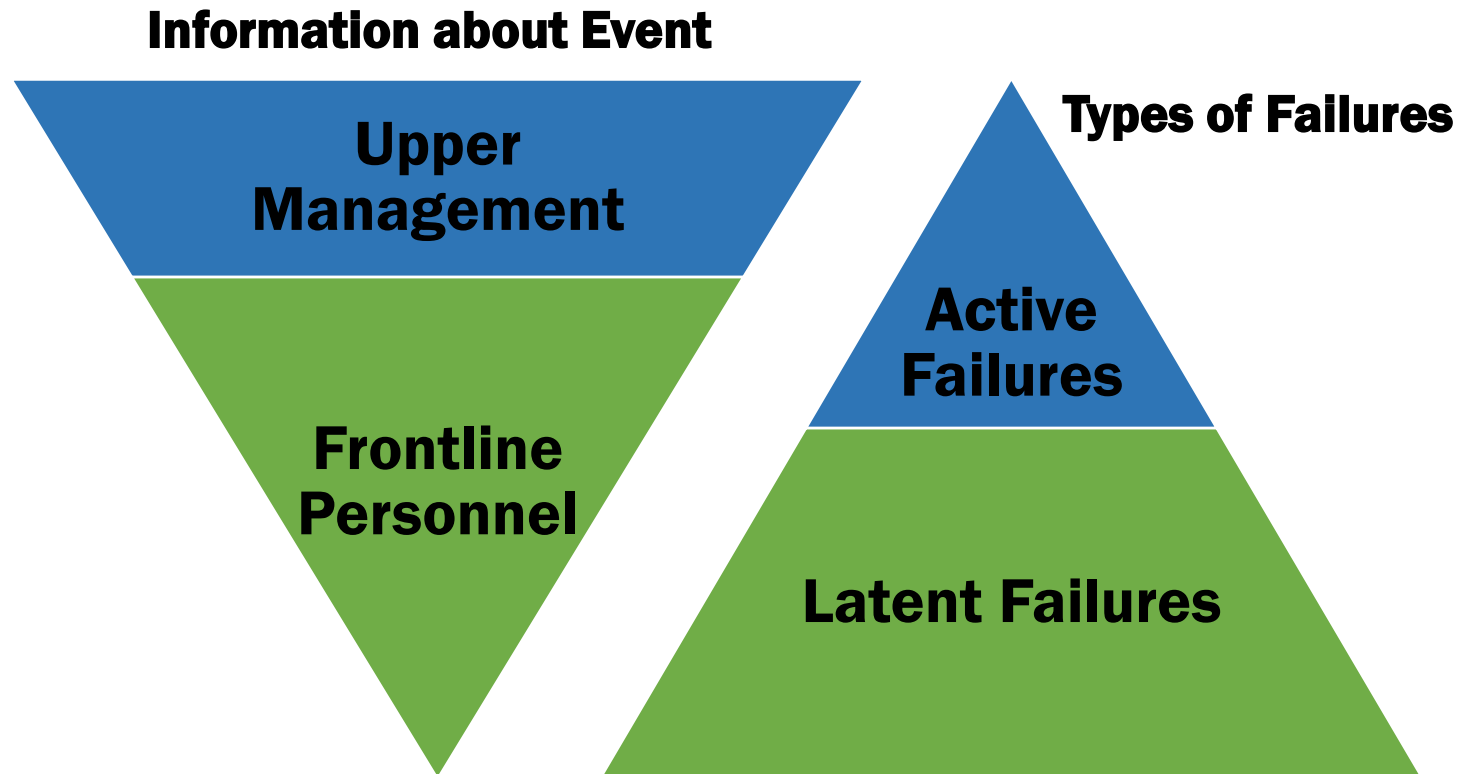 Information about Event
Upper
Management
Frontline
Personnel
Types of Failures
Active
Failures
Latent Failures